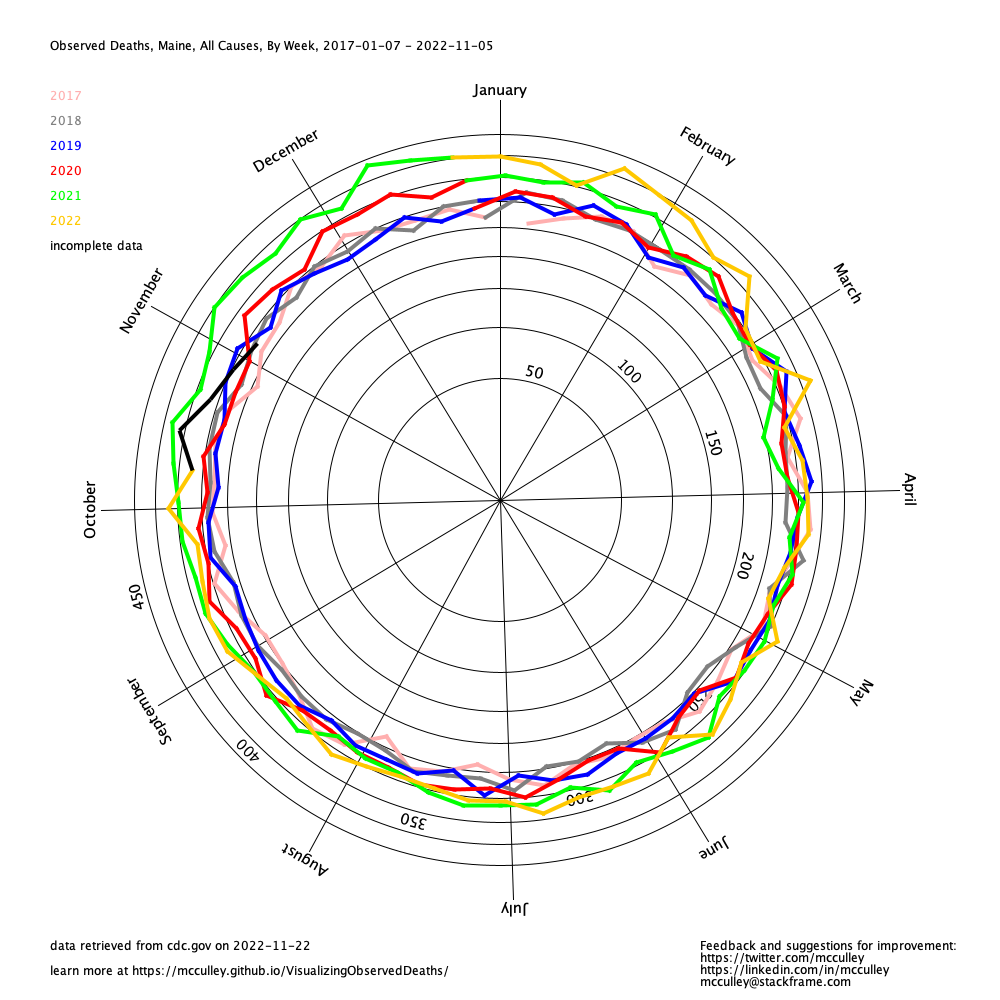 Observed Deaths, Maine, All Causes, By Week, 2017-01-07 - 2022-11-05
2017
2018
2019
2020
2021
2022
incomplete data
January
February
March
April
May
June
July
August
September
October
November
December
50
100
150
200
250
300
350
400
450
data retrieved from cdc.gov on 2022-11-22
learn more at https://mcculley.github.io/VisualizingObservedDeaths/
Feedback and suggestions for improvement:
https://twitter.com/mcculley
https://linkedin.com/in/mcculley
mcculley@stackframe.com